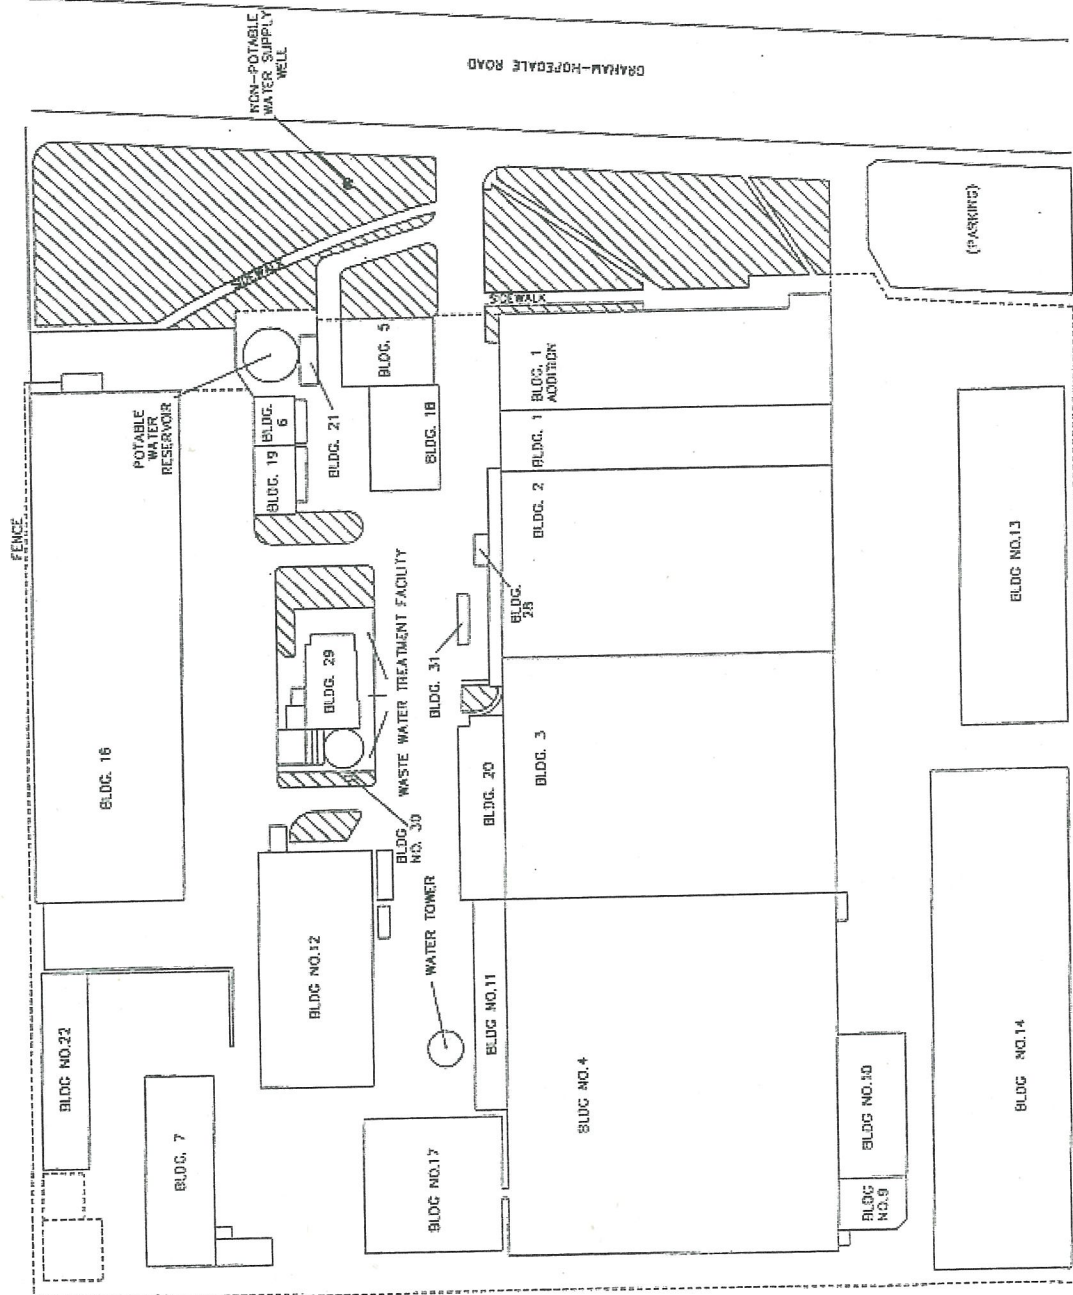 GRAHAM-HOPEDALE ROAD
NON-POTABLE
WATER SUPPLY
WELL
(PARKING)
SIDEWALK
SIDEWALK
BLDG. 5
BLDG. 1
ADDITION
POTABLE
WATER
RESERVOIR
BLDG.
6
BLDG. 21
BLDG. 18
BLDG. 1
BLDG. 19
BLDG. 2
FENCE
BLDG NO.13
BLDG.
28
BLDG. 29
WASTE WATER TREATMENT FACILITY
BLDG. 31
BLDG. 16
BLDG. 20
BLDG. 3
BLDG
NO. 30
WATER TOWER
BLDG NO.12
BLDG NO.11
BLDG NO.22
BLDG NO.4
BLDG NO.10
BLDG NO.14
BLDG. 7
BLDG NO.17
BLDG
NO.9